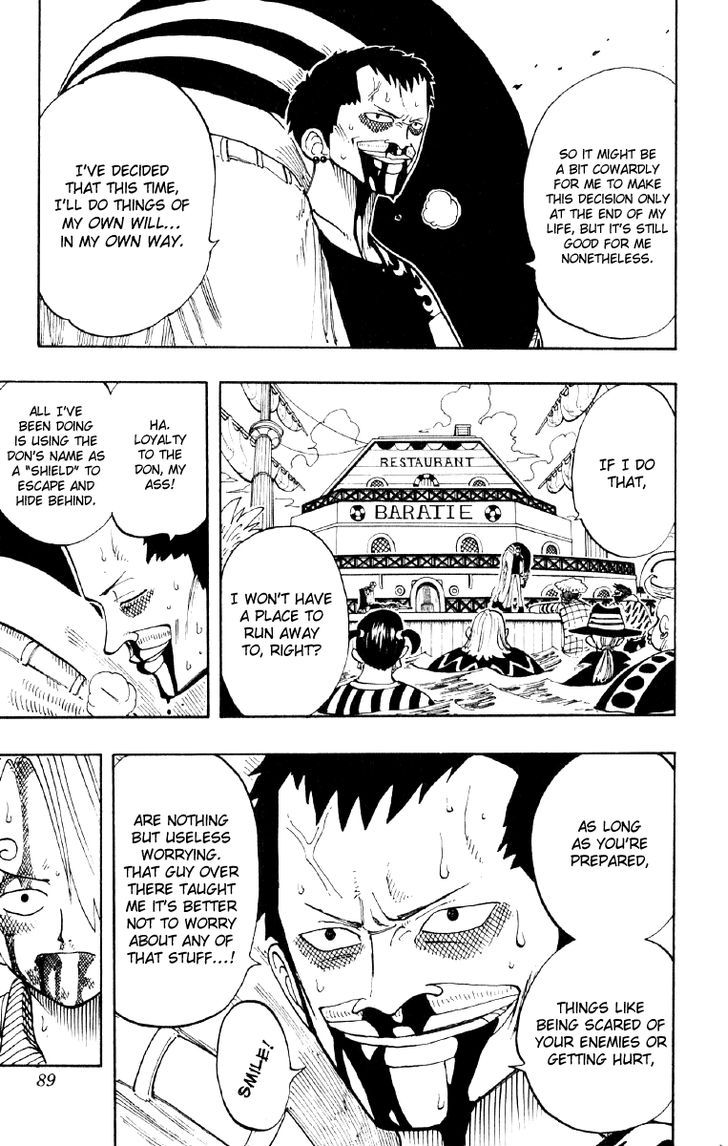 SO IT MIGHT BE
A BIT COWARDLY
FOR ME TO MAKE
THIS DECISION ONLY
AT THE END OF MY
LIFE, BUT IT'S STILL
GOOD FOR ME
NONETHELESS.
I'VE DECIDED
THAT THIS TIME,
I'LL DO THINGS OF
MY OWN WILL...
IN MY OWN WAY.
IF I DO
THAT,
RESTAURANT
BARATIE
I WON'T HAVE
A PLACE TO
RUN AWAY
TO, RIGHT?
HA.
LOYALTY
TO THE
DON, MY
ASS!
ALL I'VE
BEEN DOING
IS USING THE
DON'S NAME AS
A "SHIELD" TO
ESCAPE AND
HIDE BEHIND.
AS LONG
AS YOU'RE
PREPARED,
THINGS LIKE
BEING SCARED OF
YOUR ENEMIES OR
GETTING HURT,
ARE NOTHING
BUT USELESS
WORRYING.
THAT GUY OVER
THERE TAUGHT
ME IT'S BETTER
NOT TO WORRY
ABOUT ANY OF
THAT STUFF...!
SMILE!
89